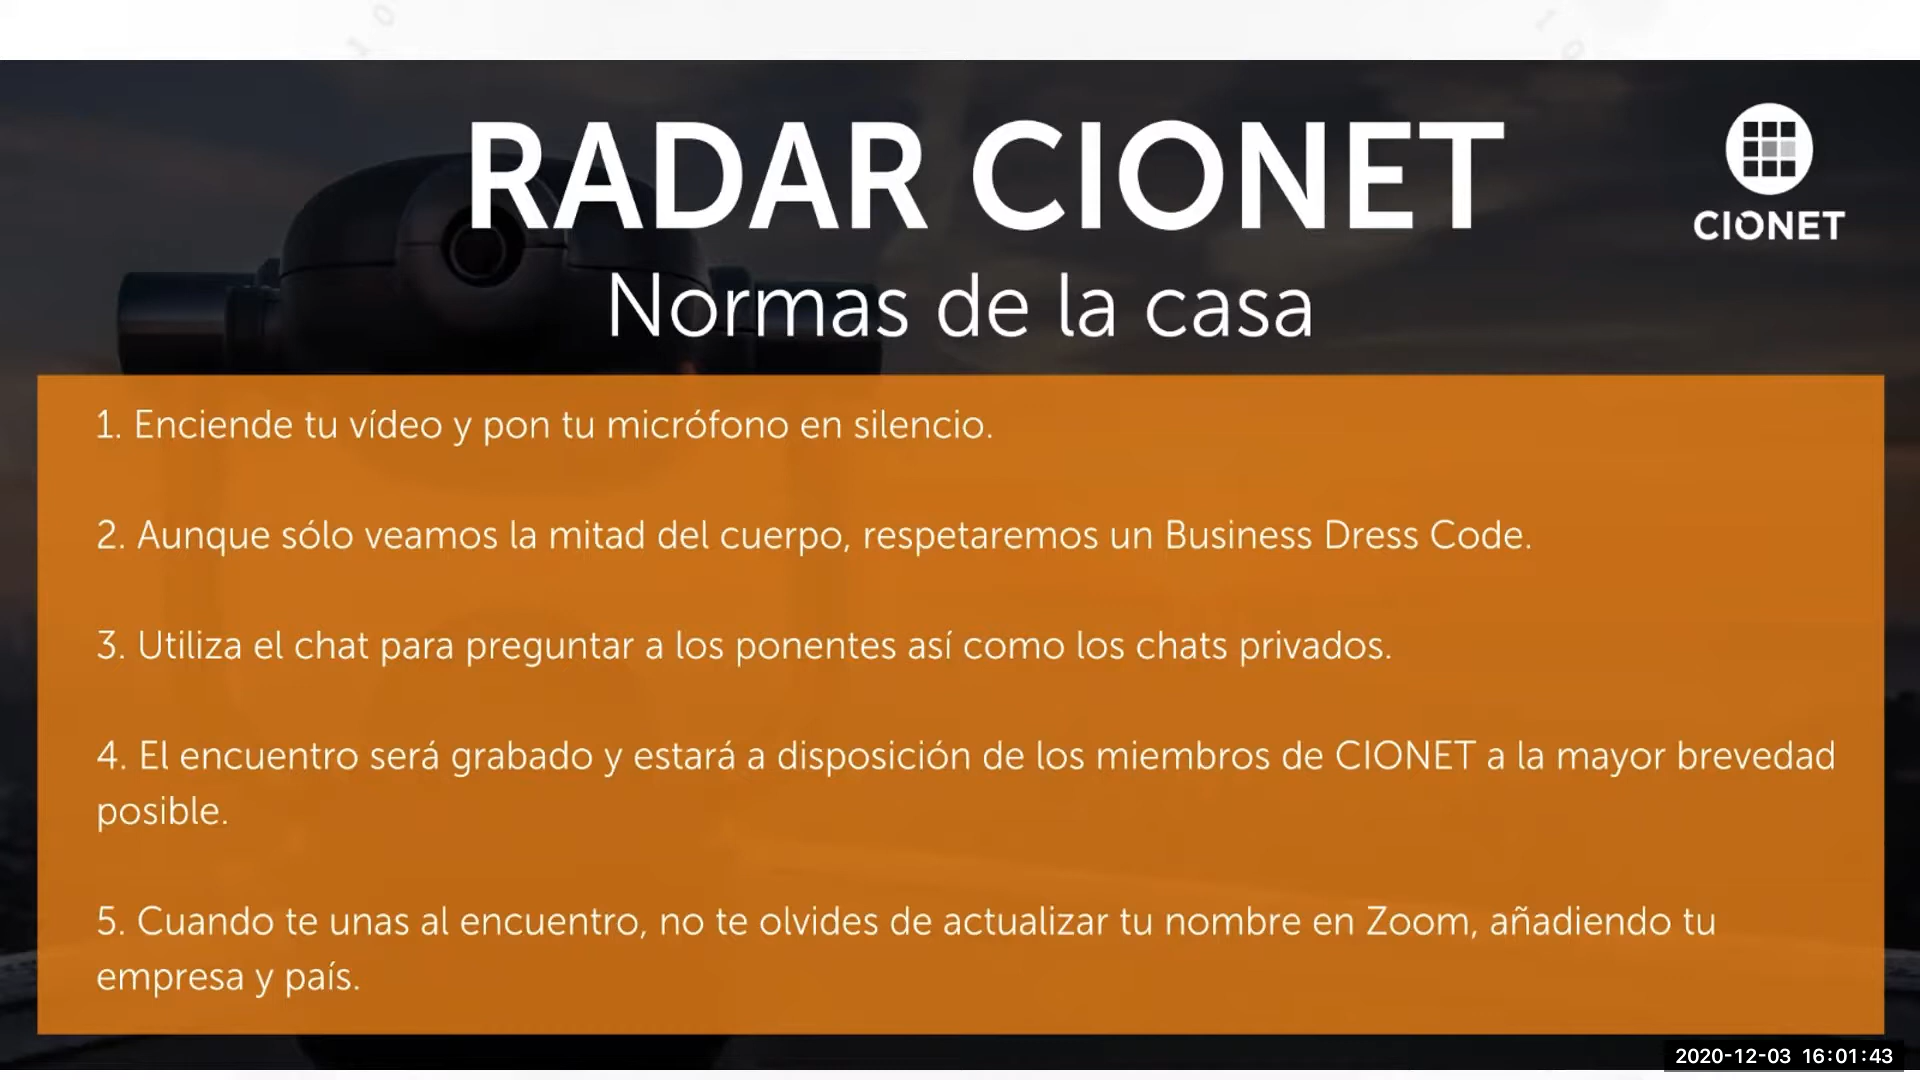 RADAR CIONET
CIONET
Normas de la casa
1. Enciende tu vídeo y pon tu micrófono en silencio.
2. Aunque sólo veamos la mitad del cuerpo, respetaremos un Business Dress Code.
3. Utiliza el chat para preguntar a los ponentes así como los chats privados.
4. El encuentro será grabado y estará a disposición de los miembros de CIONET a la mayor brevedad
posible.
5. Cuando te unas al encuentro, no te olvides de actualizar tu nombre en Zoom, añadiendo tu
empresa y país.
2020-12-03 16:01:43